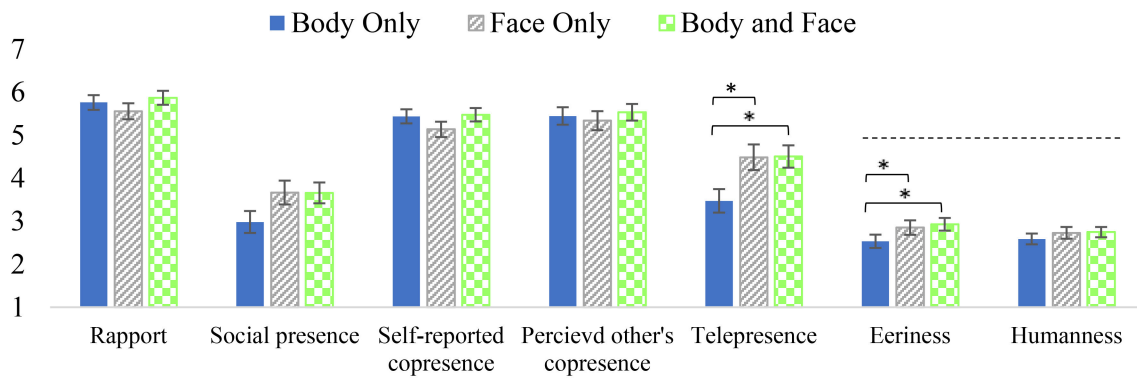 Body Only Face Only Body and Face
7
6
5
4
3
2
1
* * * *
Rapport Social presence Self-reported copresence Percievd other's copresence Telepresence Eeriness Humanness